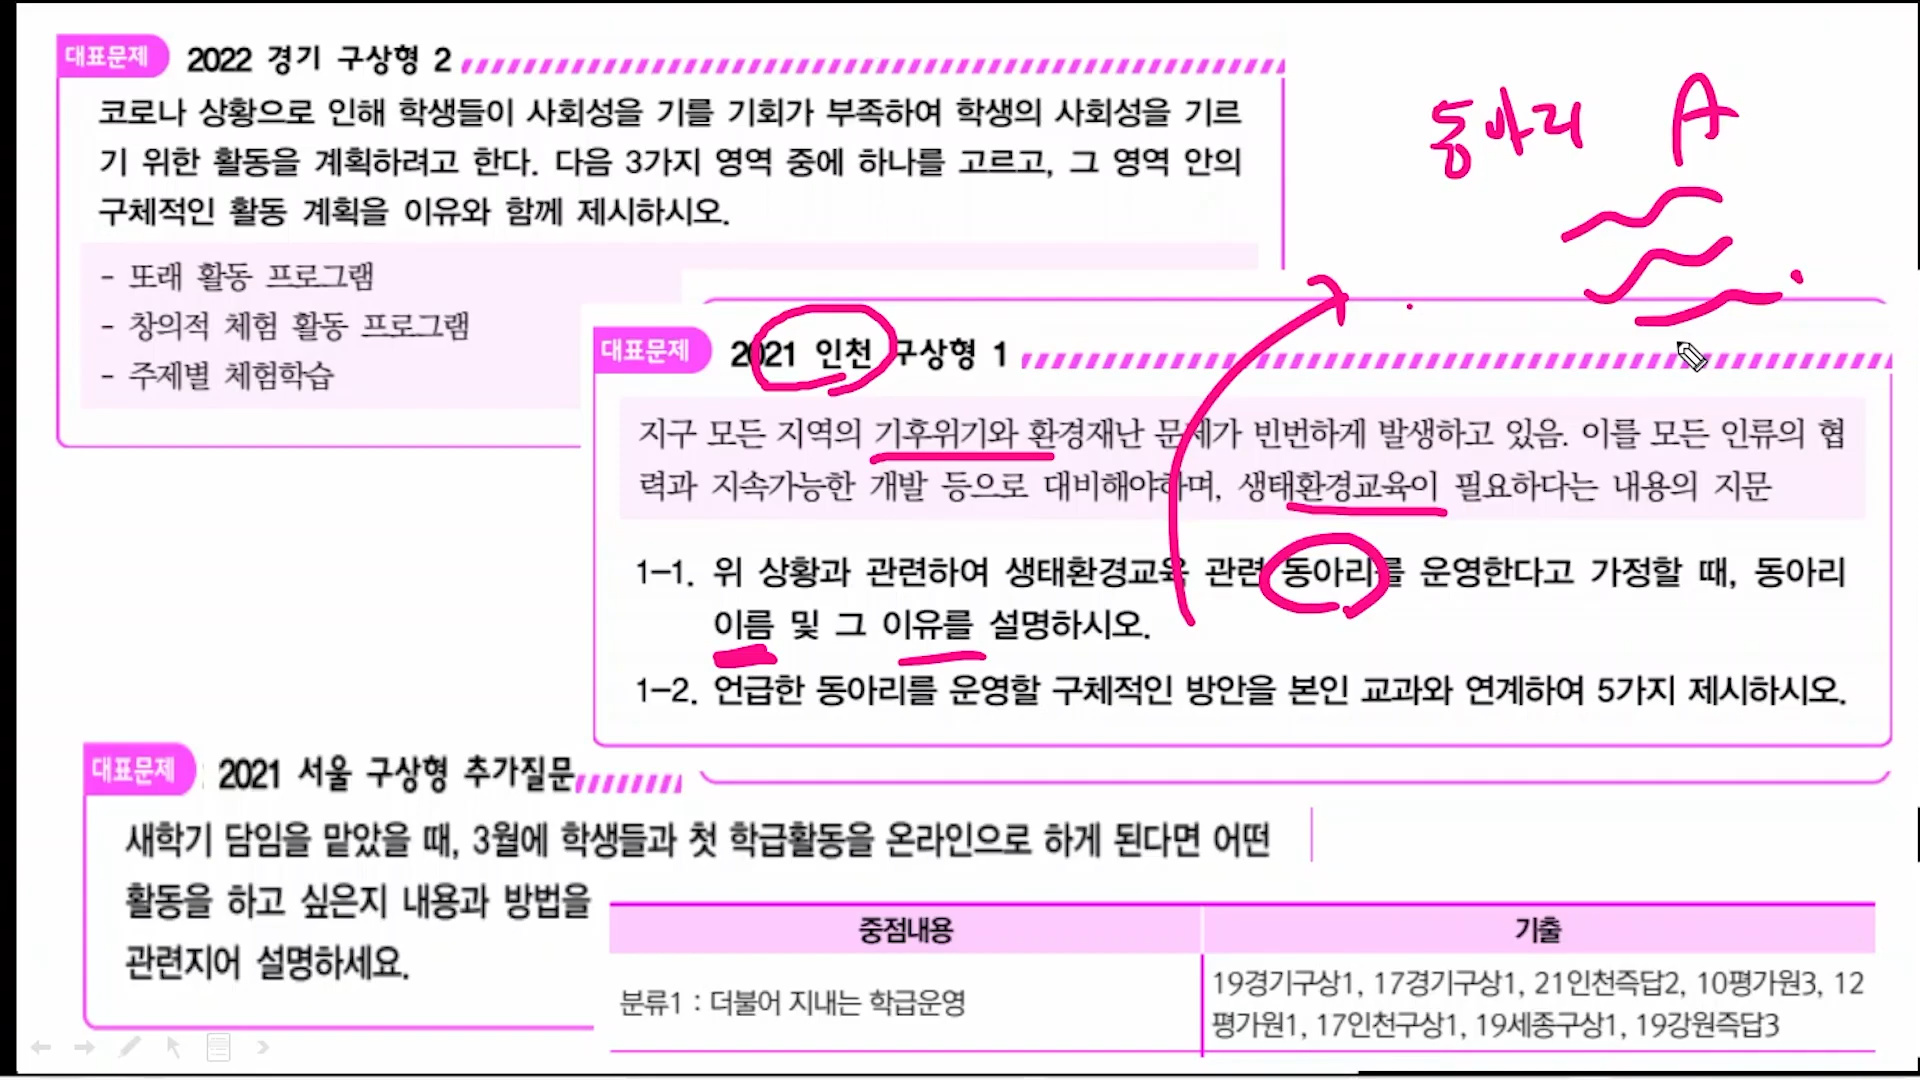 대표문제 2022 경기 구상형 2
코로나 상황으로 인해 학생들이 사회성을 기를 기회가 부족하여 학생의 사회성을 기르
기 위한 활동을 계획하려고 한다. 다음 3가지 영역 중에 하나를 고르고, 그 영역 안의
구체적인 활동 계획을 이유와 함께 제시하시오.
- 또래 활동 프로그램
- 창의적 체험 활동 프로그램
- 주제별 체험학습
동아리 A
대표문제 2021 인천 구상형 1
지구 모든 지역의 기후위기와 환경재난 문제가 빈번하게 발생하고 있음. 이를 모든 인류의 협
력과 지속가능한 개발 등으로 대비해야하며, 생태환경교육이 필요하다는 내용의 지문
1-1. 위 상황과 관련하여 생태환경교육 관련 동아리를 운영한다고 가정할 때, 동아리
이름 및 그 이유를 설명하시오.
1-2. 언급한 동아리를 운영할 구체적인 방안을 본인 교과와 연계하여 5가지 제시하시오.
대표문제 2021 서울 구상형 추가질문
새학기 담임을 맡았을 때, 3월에 학생들과 첫 학급활동을 온라인으로 하게 된다면 어떤
활동을 하고 싶은지 내용과 방법을
관련지어 설명하세요.
중점내용 기출
분류1 : 더불어 지내는 학급운영
19경기구상1, 17경기구상1, 21인천즉답2, 10평가원3, 12
평가원1, 17인천구상1, 19세종구상1, 19강원즉답3